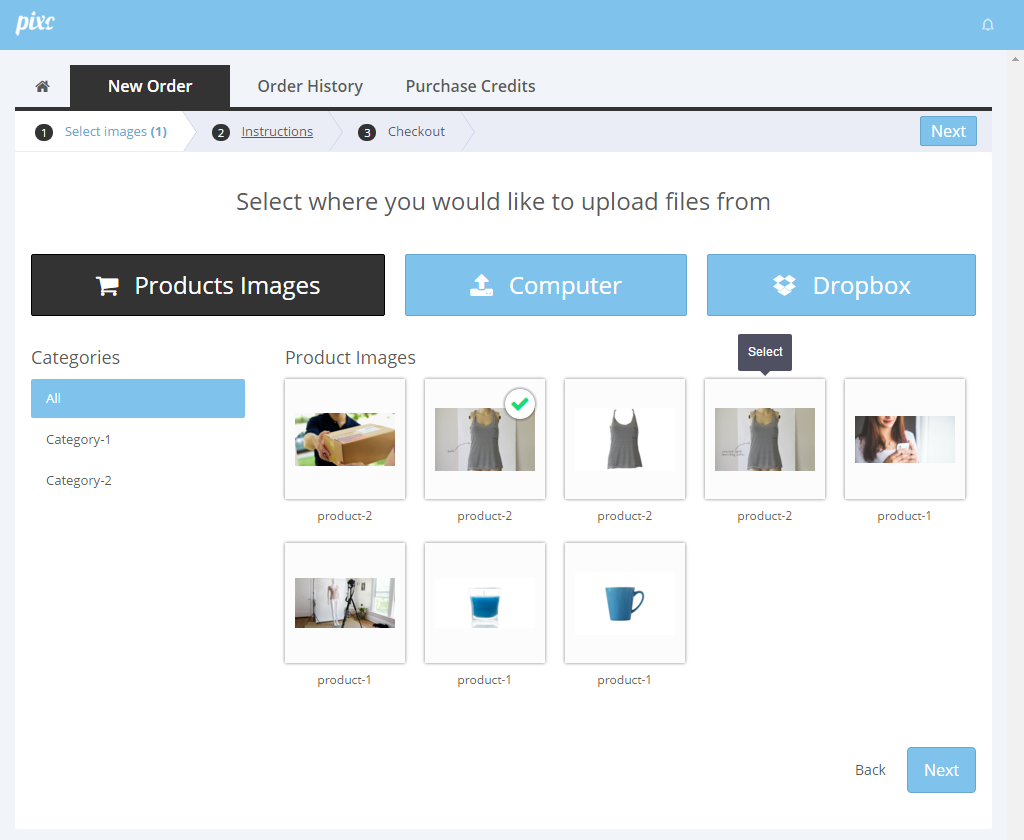 pixc
New Order
Order History
Purchase Credits
1 Select images (1)
2 Instructions
3 Checkout
Next
Select where you would like to upload files from
Products Images
Computer
Dropbox
Categories
All
Category-1
Category-2
Product Images
Select
product-2
product-2
product-2
product-2
product-1
product-1
product-1
product-1
Back
Next